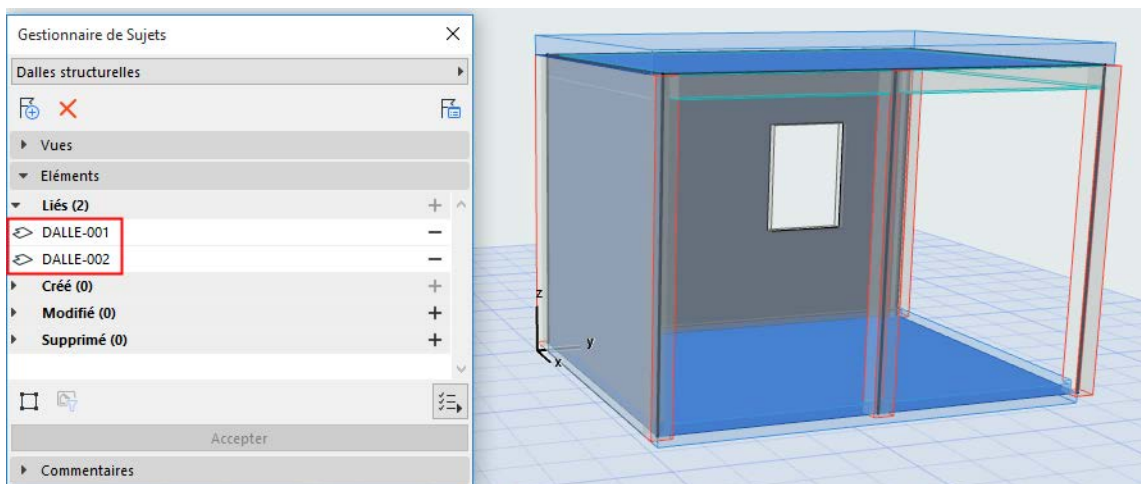 Gestionnaire de Sujets
Dalles structurelles
Vues
Eléments
Liés (2)
DALLE-001
DALLE-002
Créé (0)
Modifié (0)
Supprimé (0)
Accepter
Commentaires
z
y
x